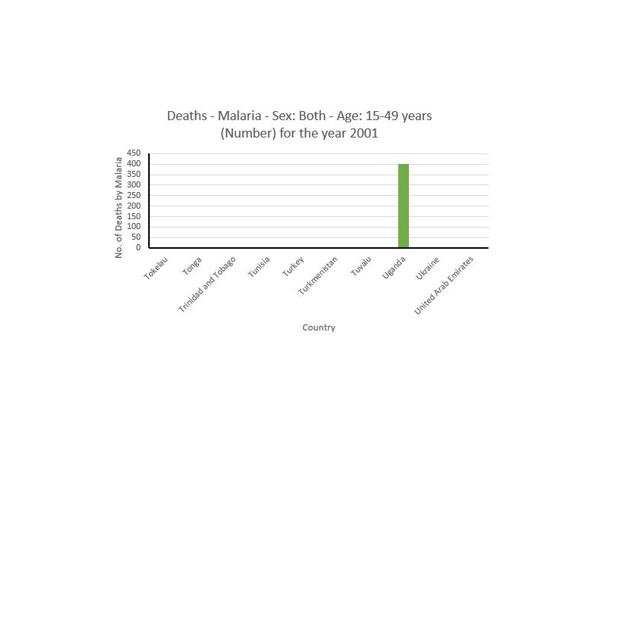 Deaths - Malaria - Sex: Both - Age: 15-49 years
(Number) for the year 2001
No. of Deaths by Malaria
450
400
350
300
250
200
150
100
50
0
Tokelau
Tonga
Trinidad and Tobago
Tunisia
Turkey
Turkmenistan
Tuvalu
Uganda
Ukraine
United Arab Emirates
Country